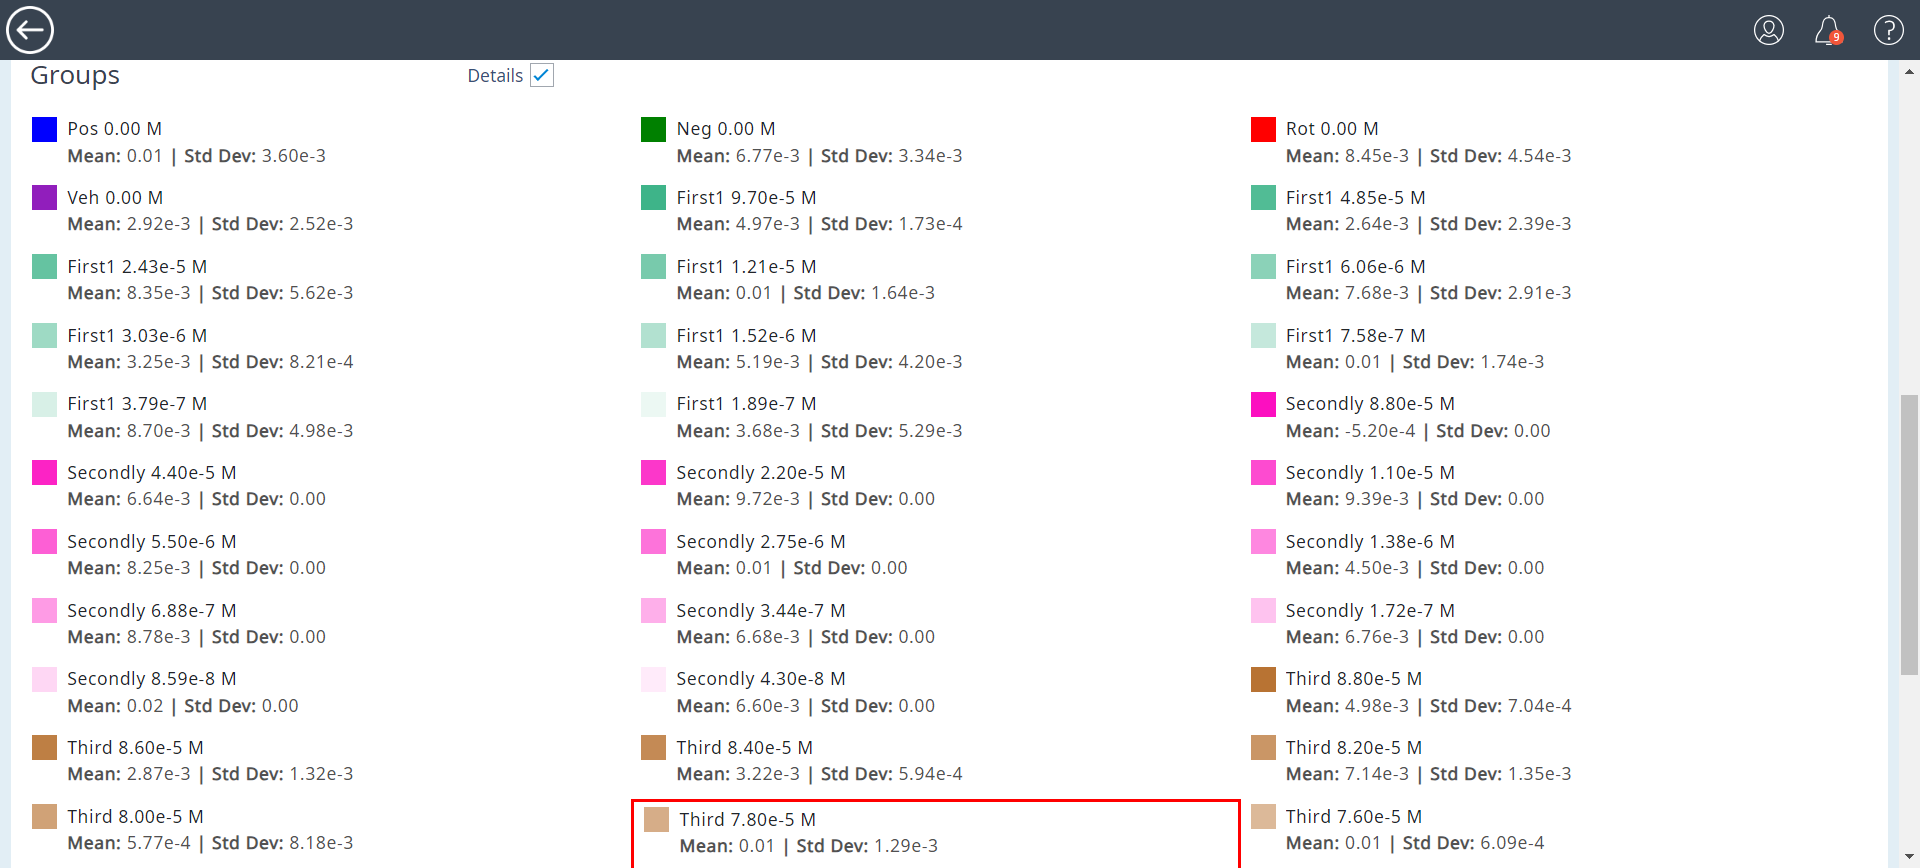 9
Groups
Details
Pos 0.00 M
Mean: 0.01 | Std Dev: 3.60e-3
Neg 0.00 M
Mean: 6.77e-3 | Std Dev: 3.34e-3
Rot 0.00 M
Mean: 8.45e-3 | Std Dev: 4.54e-3
Veh 0.00 M
Mean: 2.92e-3 | Std Dev: 2.52e-3
First1 9.70e-5 M
Mean: 4.97e-3 | Std Dev: 1.73e-4
First1 4.85e-5 M
Mean: 2.64e-3 | Std Dev: 2.39e-3
First1 2.43e-5 M
Mean: 8.35e-3 | Std Dev: 5.62e-3
First1 1.21e-5 M
Mean: 0.01 | Std Dev: 1.64e-3
First1 6.06e-6 M
Mean: 7.68e-3 | Std Dev: 2.91e-3
First1 3.03e-6 M
Mean: 3.25e-3 | Std Dev: 8.21e-4
First1 1.52e-6 M
Mean: 5.19e-3 | Std Dev: 4.20e-3
First1 7.58e-7 M
Mean: 0.01 | Std Dev: 1.74e-3
First1 3.79e-7 M
Mean: 8.70e-3 | Std Dev: 4.98e-3
First1 1.89e-7 M
Mean: 3.68e-3 | Std Dev: 5.29e-3
Secondly 8.80e-5 M
Mean: -5.20e-4 | Std Dev: 0.00
Secondly 4.40e-5 M
Mean: 6.64e-3 | Std Dev: 0.00
Secondly 2.20e-5 M
Mean: 9.72e-3 | Std Dev: 0.00
Secondly 1.10e-5 M
Mean: 9.39e-3 | Std Dev: 0.00
Secondly 5.50e-6 M
Mean: 8.25e-3 | Std Dev: 0.00
Secondly 2.75e-6 M
Mean: 0.01 | Std Dev: 0.00
Secondly 1.38e-6 M
Mean: 4.50e-3 | Std Dev: 0.00
Secondly 6.88e-7 M
Mean: 8.78e-3 | Std Dev: 0.00
Secondly 3.44e-7 M
Mean: 6.68e-3 | Std Dev: 0.00
Secondly 1.72e-7 M
Mean: 6.76e-3 | Std Dev: 0.00
Secondly 8.59e-8 M
Mean: 0.02 | Std Dev: 0.00
Secondly 4.30e-8 M
Mean: 6.60e-3 | Std Dev: 0.00
Third 8.80e-5 M
Mean: 4.98e-3 | Std Dev: 7.04e-4
Third 8.60e-5 M
Mean: 2.87e-3 | Std Dev: 1.32e-3
Third 8.40e-5 M
Mean: 3.22e-3 | Std Dev: 5.94e-4
Third 8.20e-5 M
Mean: 7.14e-3 | Std Dev: 1.35e-3
Third 8.00e-5 M
Mean: 5.77e-4 | Std Dev: 8.18e-3
Third 7.80e-5 M
Mean: 0.01 | Std Dev: 1.29e-3
Third 7.60e-5 M
Mean: 0.01 | Std Dev: 6.09e-4